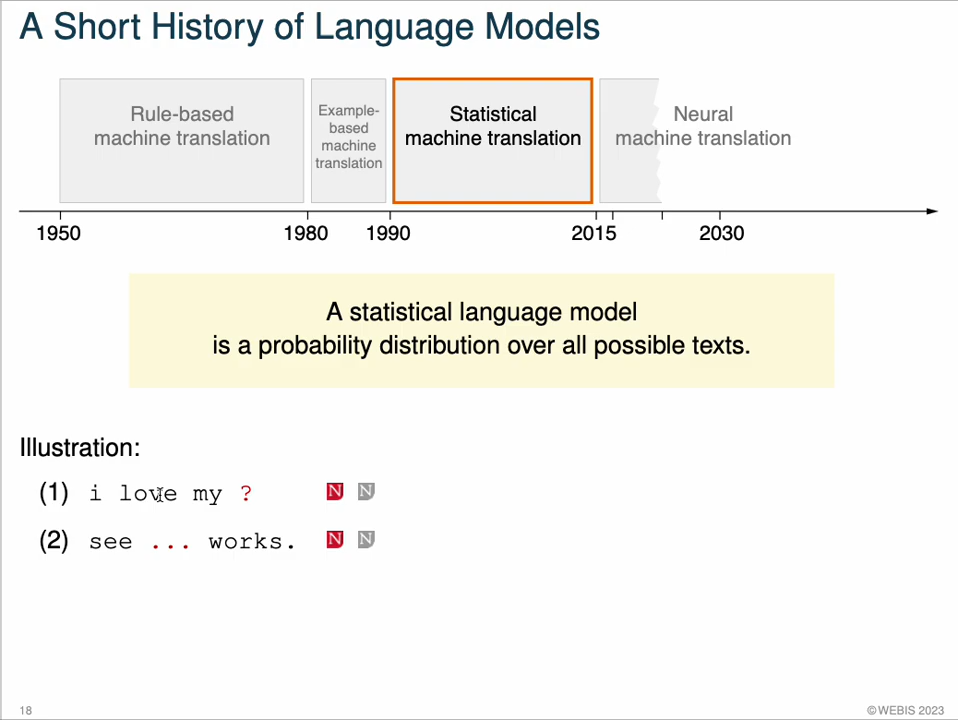 A Short History of Language Models
Rule-based
machine translation
Example-
based
machine
translation
Statistical
machine translation
Neural
machine translation
1950
1980
1990
2015
2030
A statistical language model
is a probability distribution over all possible texts.
Illustration:
(1) i love my ? N N
(2) see ... works. N N
18
©WEBIS 2023